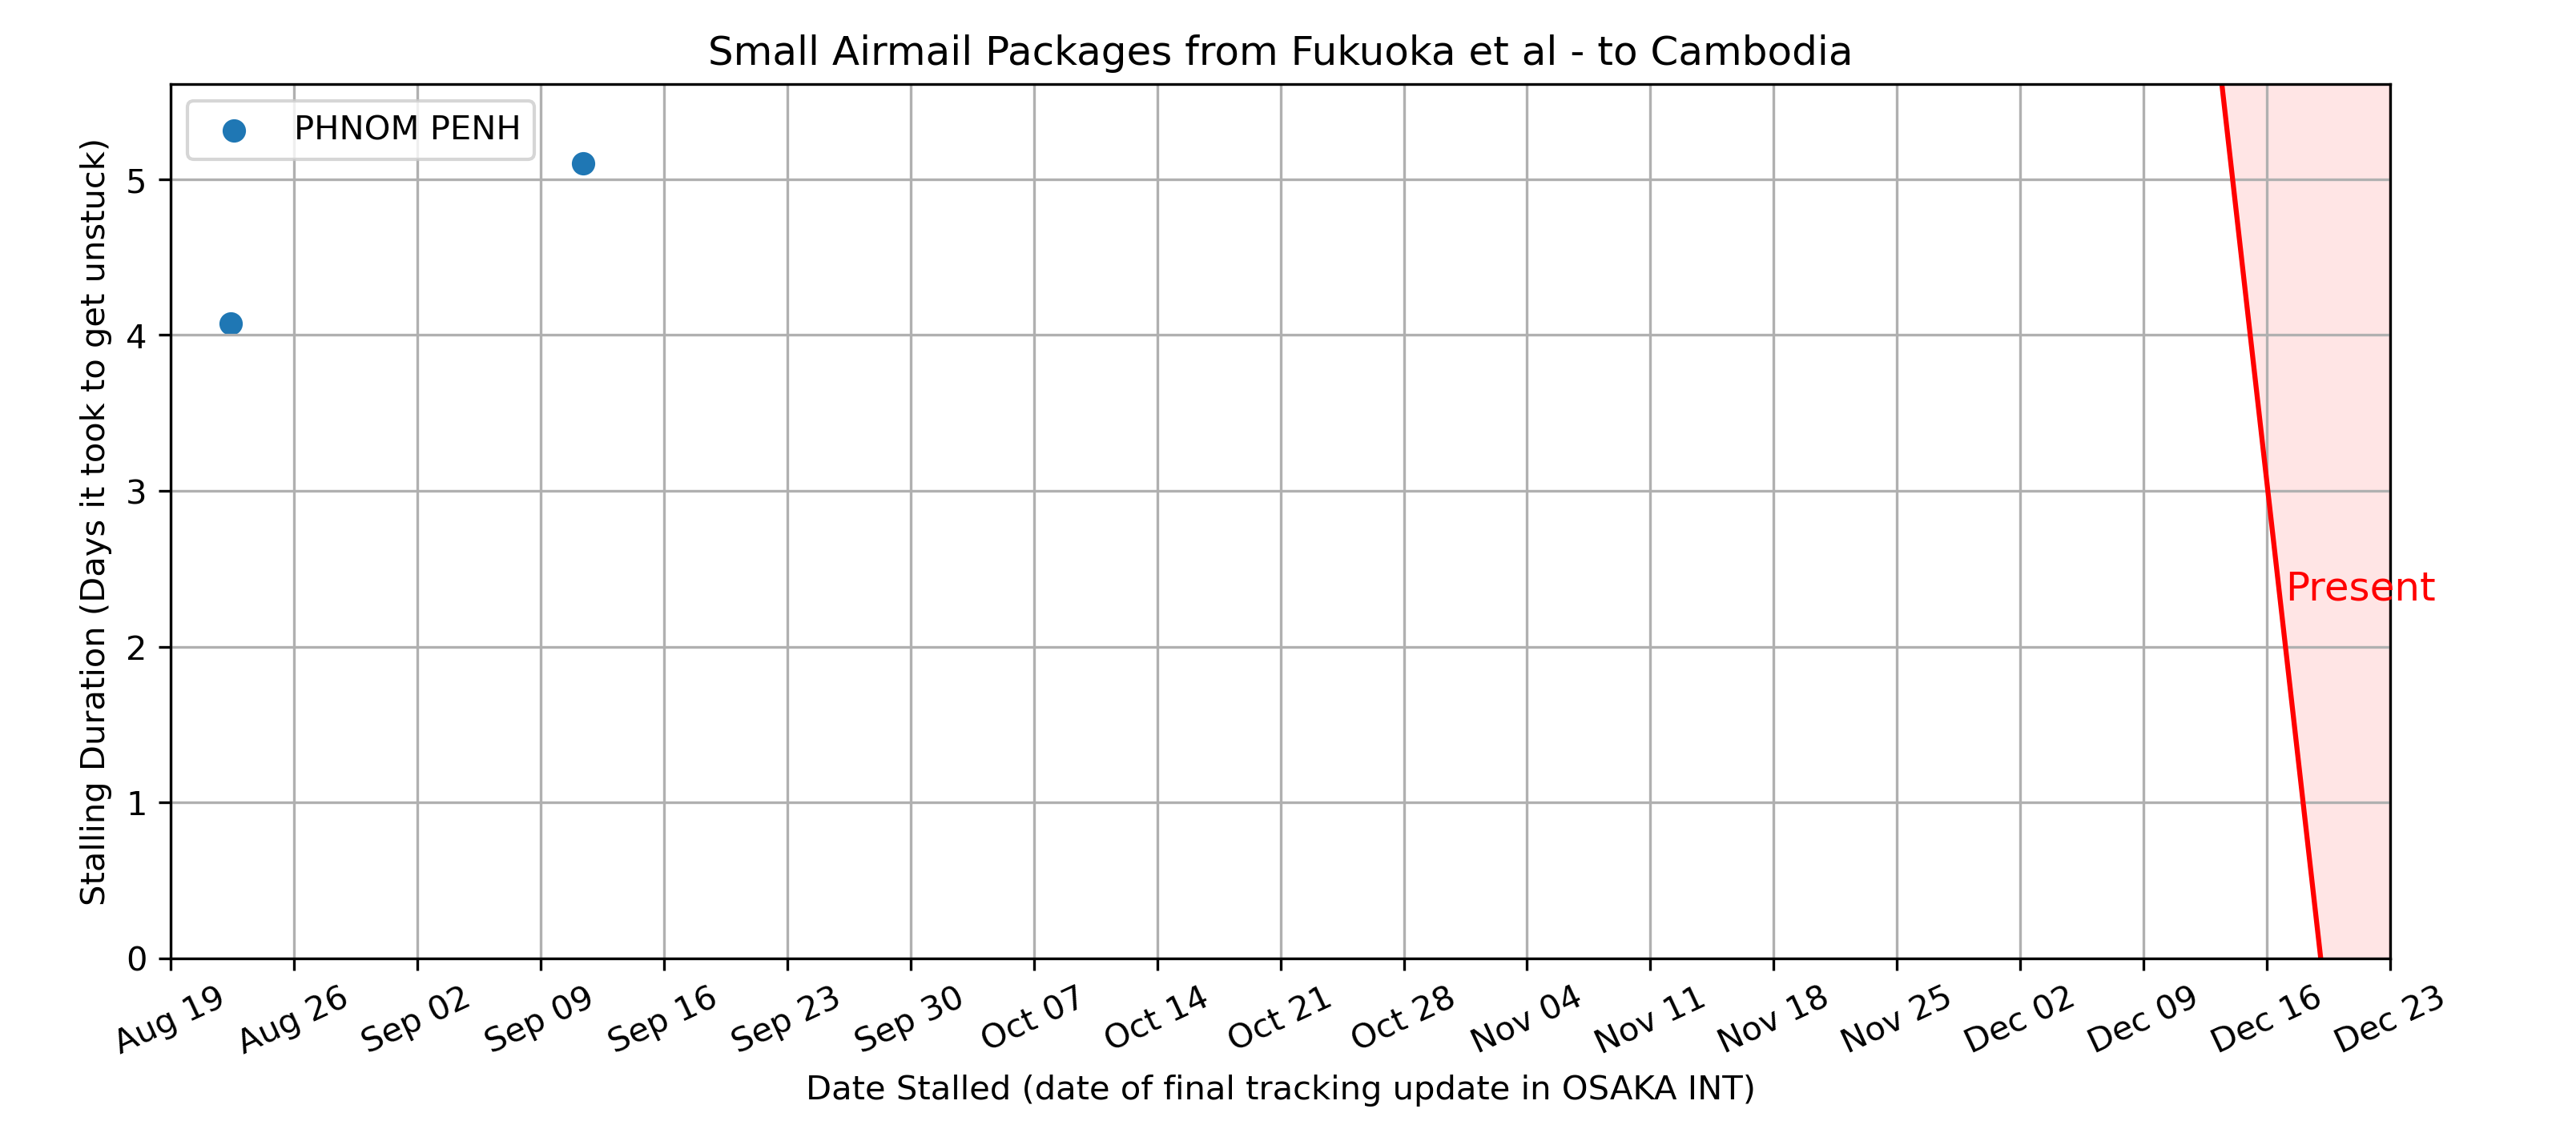 Small Airmail Packages from Fukuoka et al - to Cambodia
PHNOM PENH
Stalling Duration (Days it took to get unstuck)
5
4
3
2
1
0
Present
Aug 19
Aug 26
Sep 02
Sep 09
Sep 16
Sep 23
Sep 30
Oct 07
Oct 14
Oct 21
Oct 28
Nov 04
Nov 11
Nov 18
Nov 25
Dec 02
Dec 09
Dec 16
Dec 23
Date Stalled (date of final tracking update in OSAKA INT)